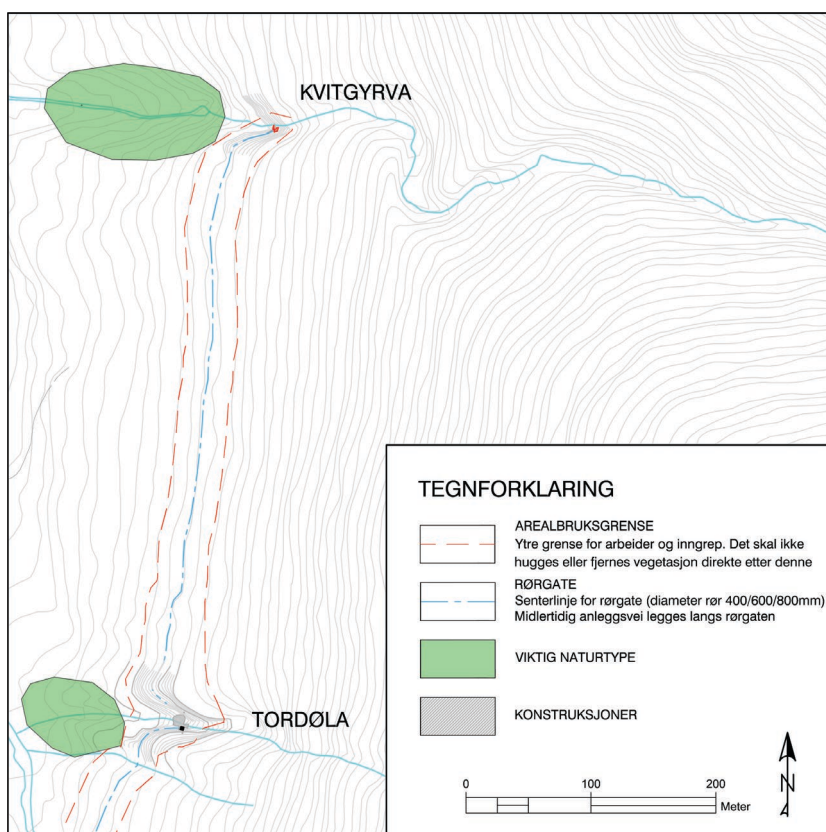 KVITGYRVA
TORDØLA
TEGNFORKLARING
AREALBRUKSGRENSE
Ytre grense for arbeider og inngrep. Det skal ikke
hugges eller fjernes vegetasjon direkte etter denne
RØRGATE
Senterlinje for rørgate (diameter rør 400/600/800mm)
Midlertidig anleggsvei legges langs rørgaten
VIKTIG NATURTYPE
KONSTRUKSJONER
0 100 200
Meter
N